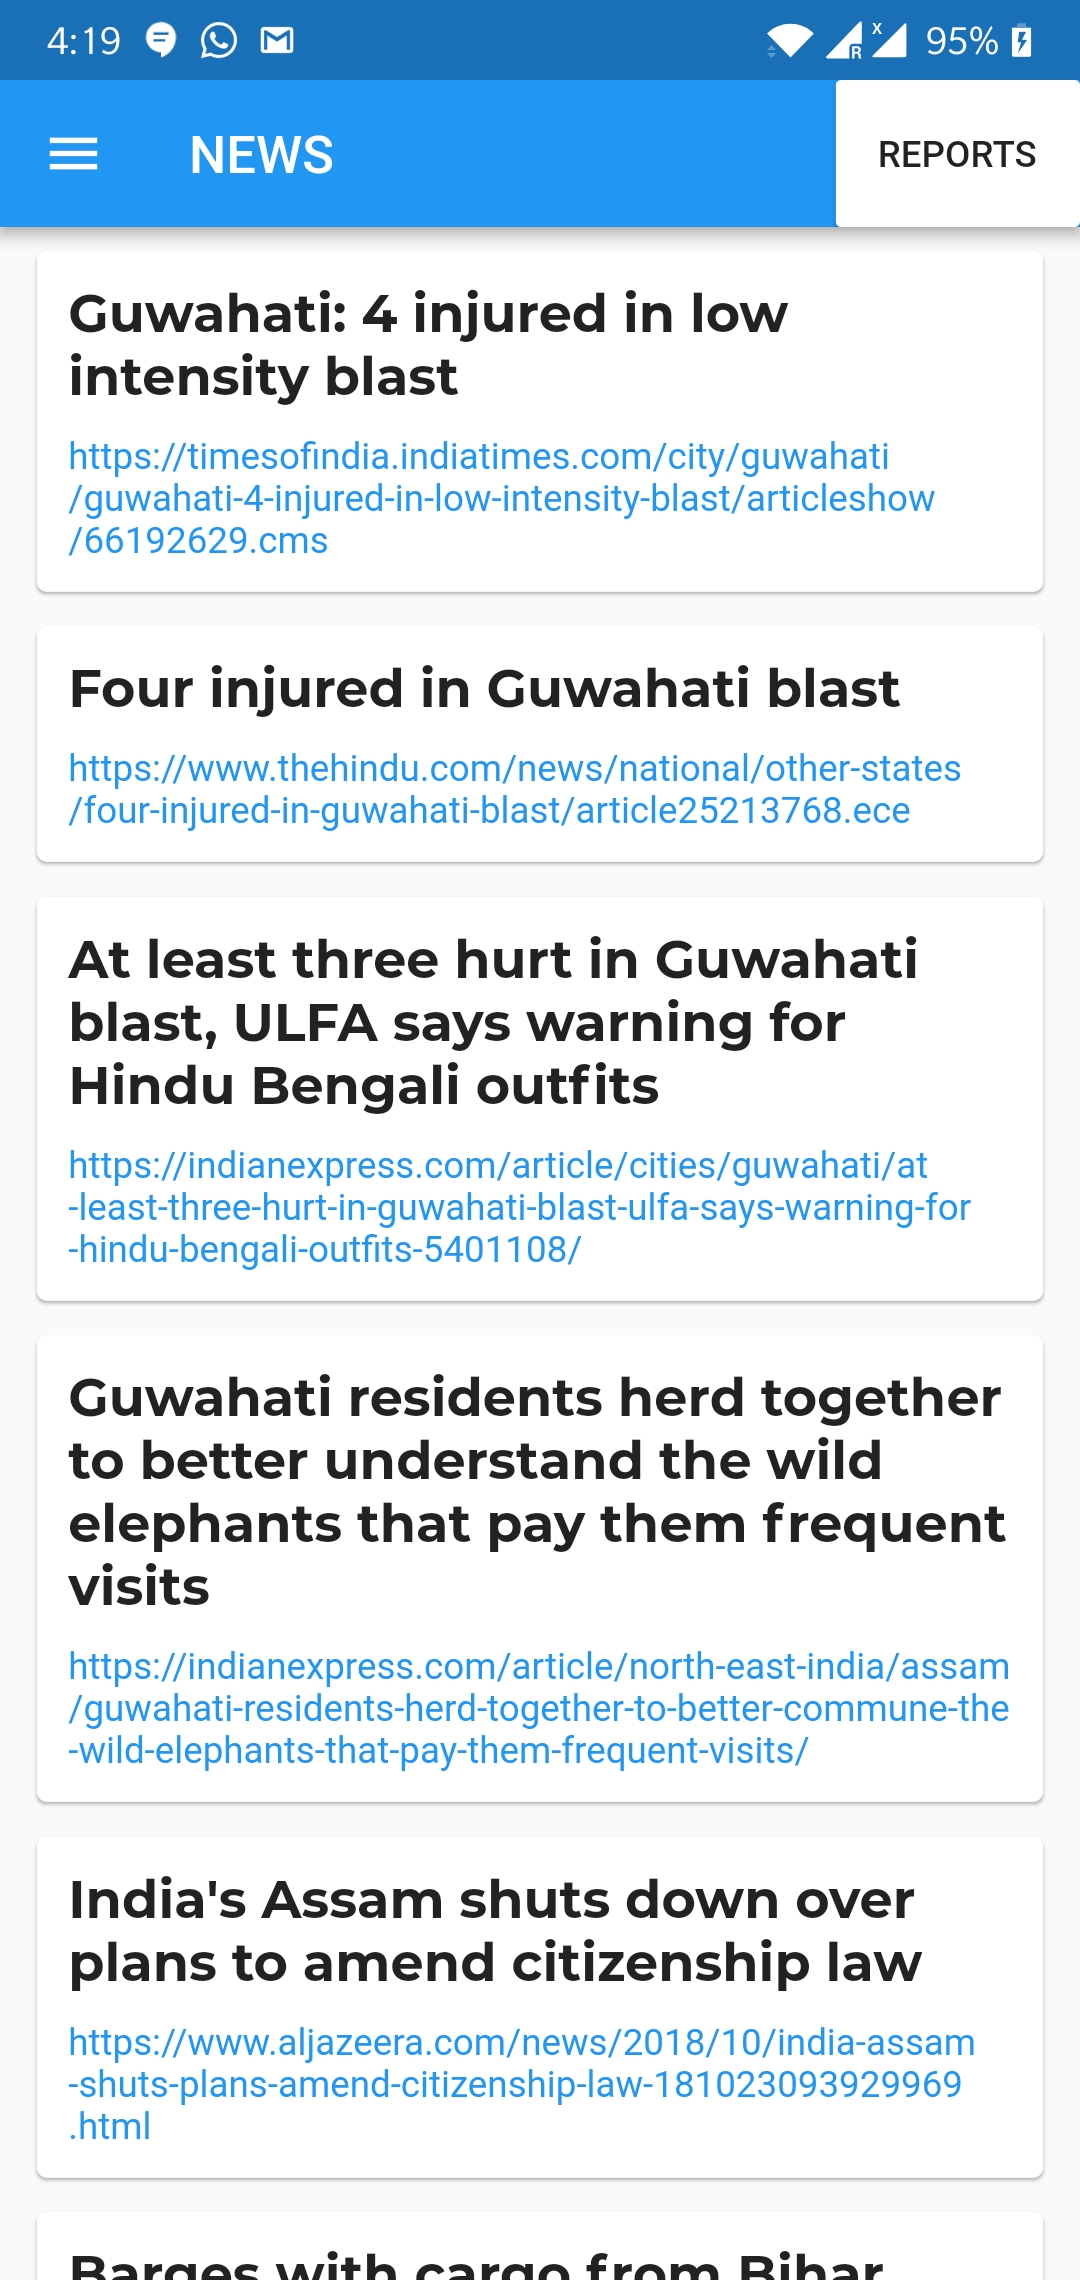 4:19
R
x
95%
NEWS
REPORTS
Guwahati: 4 injured in low
intensity blast
https://timesofindia.indiatimes.com/city/guwahati
/guwahati-4-injured-in-low-intensity-blast/articleshow
/66192629.cms
Four injured in Guwahati blast
https://www.thehindu.com/news/national/other-states
/four-injured-in-guwahati-blast/article25213768.ece
At least three hurt in Guwahati
blast, ULFA says warning for
Hindu Bengali outfits
https://indianexpress.com/article/cities/guwahati/at
-least-three-hurt-in-guwahati-blast-ulfa-says-warning-for
-hindu-bengali-outfits-5401108/
Guwahati residents herd together
to better understand the wild
elephants that pay them frequent
visits
https://indianexpress.com/article/north-east-india/assam
/guwahati-residents-herd-together-to-better-commune-the
-wild-elephants-that-pay-them-frequent-visits/
India's Assam shuts down over
plans to amend citizenship law
https://www.aljazeera.com/news/2018/10/india-assam
-shuts-plans-amend-citizenship-law-181023093929969
.html
Barges with cargo from Bihar